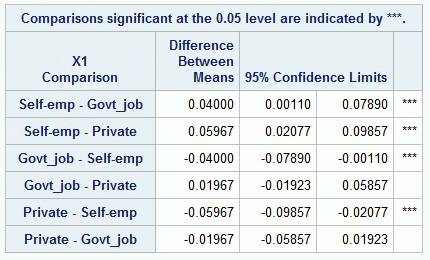 Comparisons significant at the 0.05 level are indicated by ***.
X1 Comparison Difference Between Means 95% Confidence Limits
Self-emp - Govt_job 0.04000 0.00110 0.07890 ***
Self-emp - Private 0.05967 0.02077 0.09857 ***
Govt_job - Self-emp -0.04000 -0.07890 -0.00110 ***
Govt_job - Private 0.01967 -0.01923 0.05857
Private - Self-emp -0.05967 -0.09857 -0.02077 ***
Private - Govt_job -0.01967 -0.05857 0.01923